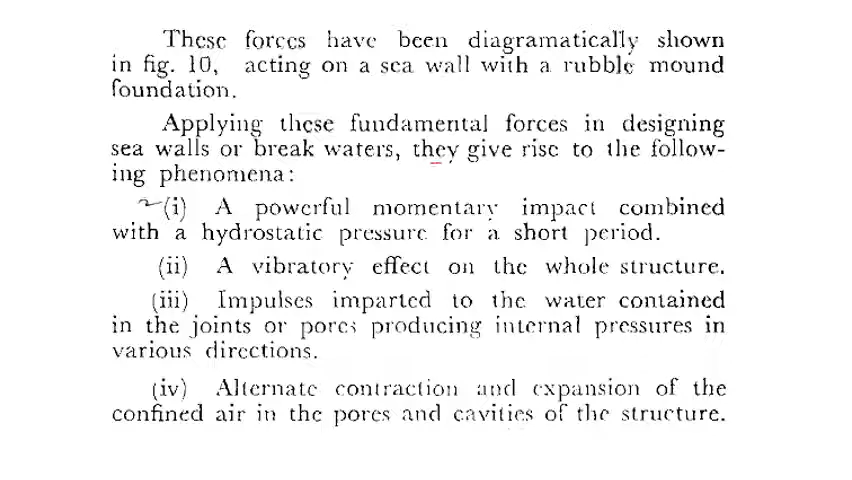 These forces have been diagramatically shown
in fig. 10, acting on a sea wall with a rubble mound
foundation.
Applying these fundamental forces in designing
sea walls or break waters, they give rise to the follow-
ing phenomena:
(i) A powerful momentary impact combined
with a hydrostatic pressure for a short period.
(ii) A vibratory effect on the whole structure.
(iii) Impulses imparted to the water contained
in the joints or pores producing internal pressures in
various directions.
(iv) Alternate contraction and expansion of the
confined air in the pores and cavities of the structure.